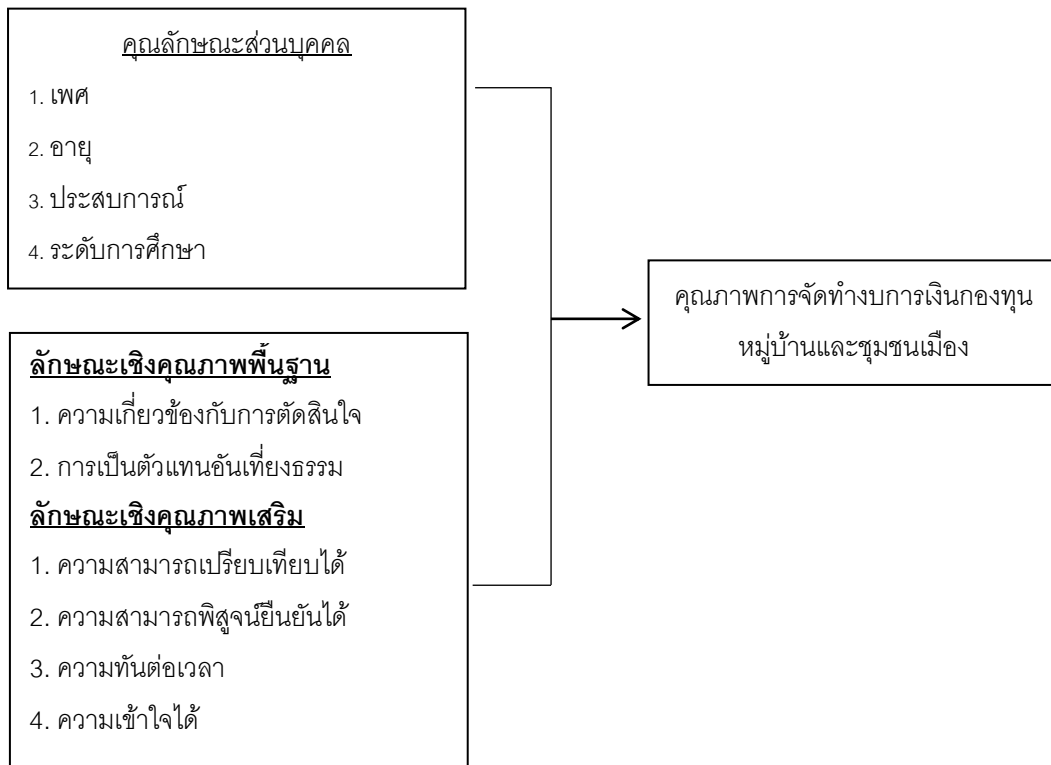 คุณลักษณะส่วนบุคคล
1. เพศ
2. อายุ
3. ประสบการณ์
4. ระดับการศึกษา
ลักษณะเชิงคุณภาพพื้นฐาน
1. ความเกี่ยวข้องกับการตัดสินใจ
2. การเป็นตัวแทนอันเที่ยงธรรม
ลักษณะเชิงคุณภาพเสริม
1. ความสามารถเปรียบเทียบได้
2. ความสามารถพิสูจน์ยืนยันได้
3. ความทันต่อเวลา
4. ความเข้าใจได้
คุณภาพการจัดทำงบการเงินกองทุน
หมู่บ้านและชุมชนเมือง